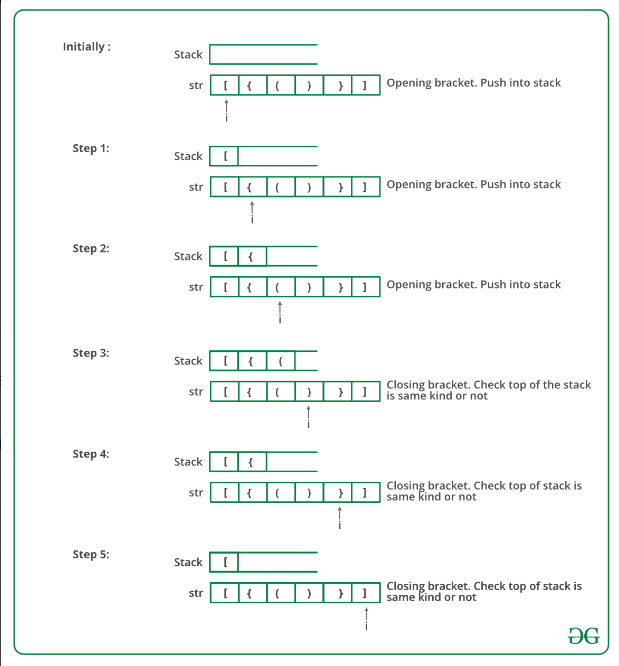 Initially :
Stack
str [ { ( ) } ] Opening bracket. Push into stack
i
Step 1:
Stack [
str [ { ( ) } ] Opening bracket. Push into stack
i
Step 2:
Stack [ {
str [ { ( ) } ] Opening bracket. Push into stack
i
Step 3:
Stack [ { (
str [ { ( ) } ] Closing bracket. Check top of the stack
is same kind or not
i
Step 4:
Stack [ {
str [ { ( ) } ] Closing bracket. Check top of stack is
same kind or not
i
Step 5:
Stack [
str [ { ( ) } ] Closing bracket. Check top of stack is
same kind or not
i